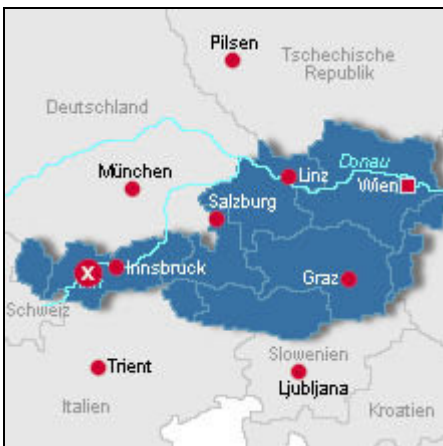 Pilsen
Tschechische
Republik
Deutschland
Donau
München
Linz
Wien
Salzburg
X
Innsbruck
Graz
Schweiz
Trient
Slowenien
Ljubljana
Italien
Kroatien